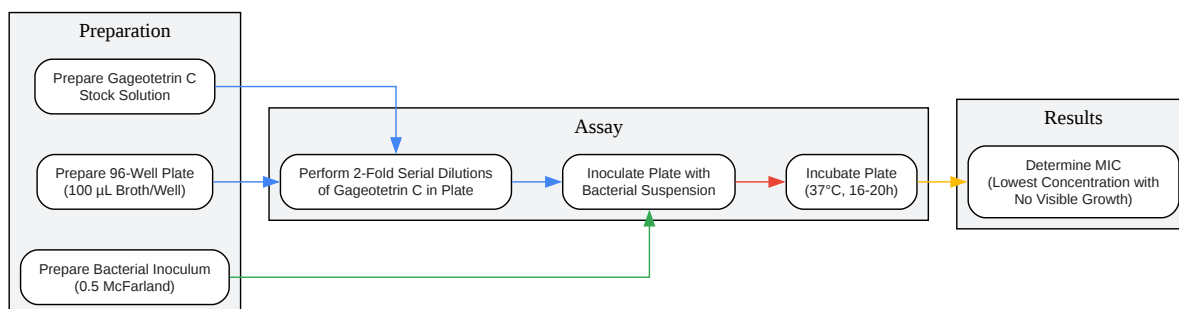 Preparation
Prepare Gageotetrin C
Stock Solution
Prepare 96-Well Plate
(100 µL Broth/Well)
Prepare Bacterial Inoculum
(0.5 McFarland)
Assay
Perform 2-Fold Serial Dilutions
of Gageotetrin C in Plate
Inoculate Plate with
Bacterial Suspension
Incubate Plate
(37°C, 16-20h)
Results
Determine MIC
(Lowest Concentration with
No Visible Growth)